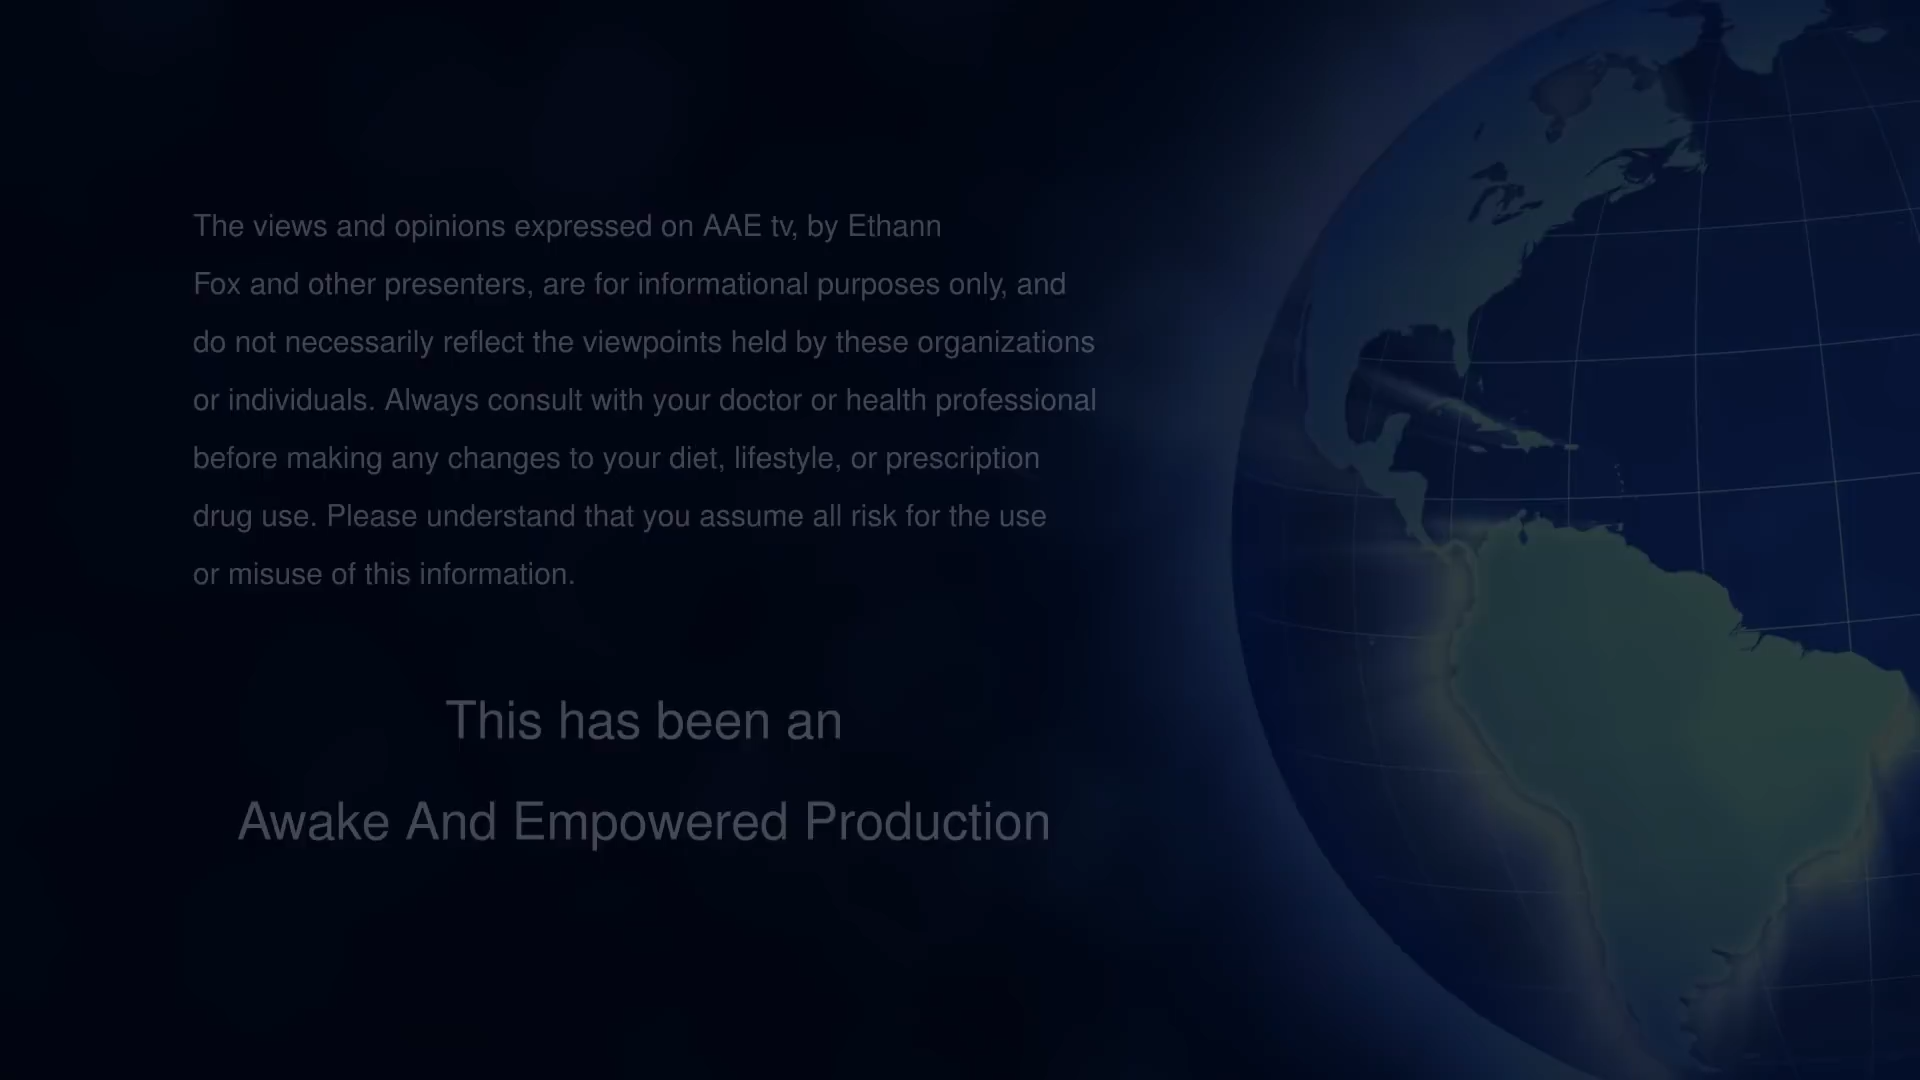 The views and opinions expressed on AAE tv, by Ethann
Fox and other presenters, are for informational purposes only, and
do not necessarily reflect the viewpoints held by these organizations
or individuals. Always consult with your doctor or health professional
before making any changes to your diet, lifestyle, or prescription
drug use. Please understand that you assume all risk for the use
or misuse of this information.
This has been an
Awake And Empowered Production